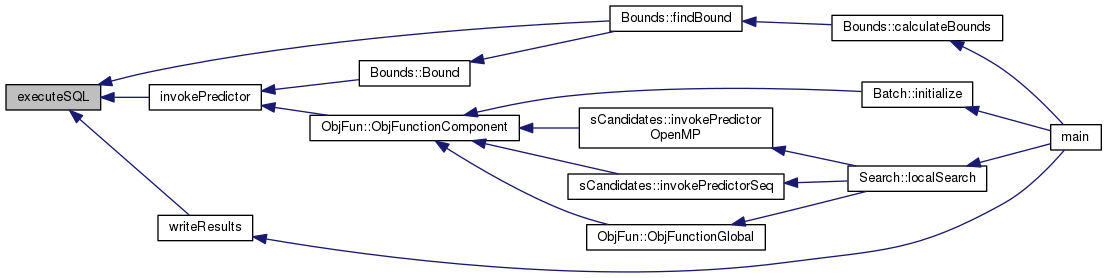 executeSQL
Bounds::findBound
Bounds::calculateBounds
invokePredictor
Bounds::Bound
ObjFun::ObjFunctionComponent
Batch::initialize
sCandidates::invokePredictor
OpenMP
sCandidates::invokePredictorSeq
ObjFun::ObjFunctionGlobal
Search::localSearch
main
writeResults